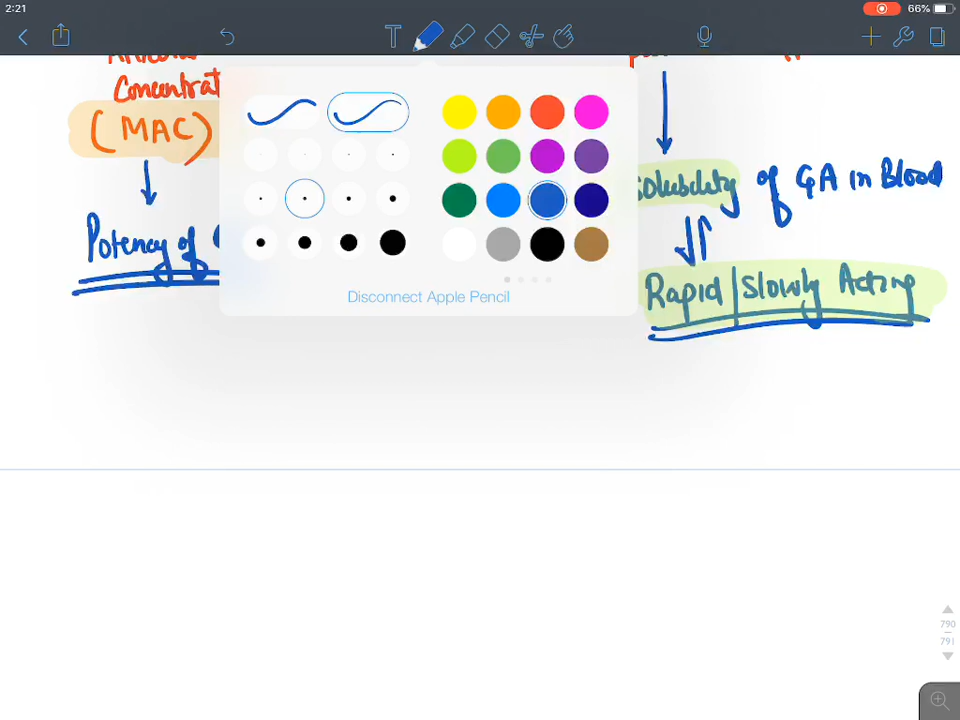 2:21
66%
T
Concentrat
(MAC)
Potency of
solubility of GA in Blood
Rapid | Slowly Acting
Disconnect Apple Pencil
790
791